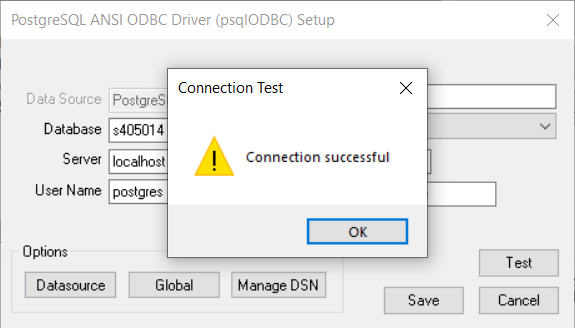 PostgreSQL ANSI ODBC Driver (psqlODBC) Setup
Connection Test
Data Source
Database
s405014
Server
localhost
User Name
postgres
Connection successful
OK
Options
Datasource
Global
Manage DSN
Test
Save
Cancel